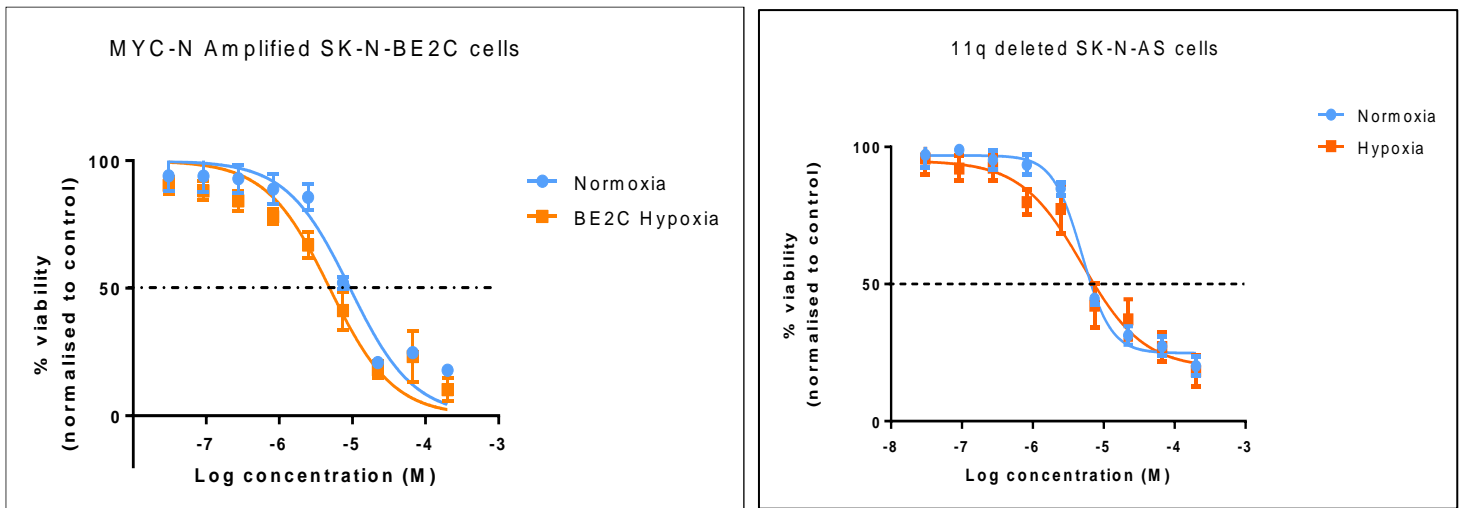 MYC-N Amplified SK-N-BE2C cells
% viability
(normalised to control)
100
50
0
-7
-6
-5
-4
-3
Log concentration (M)
Normoxia
BE2C Hypoxia
11q deleted SK-N-AS cells
% viability
(normalised to control)
100
50
0
-8
-7
-6
-5
-4
-3
Log concentration (M)
Normoxia
Hypoxia